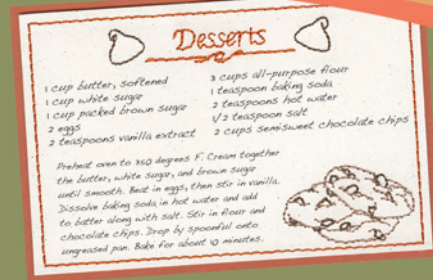 Desserts
1 cup butter, softened
1 cup white sugar
1 cup packed brown sugar
2 eggs
2 teaspoons vanilla extract
3 cups all-purpose flour
1 teaspoon baking soda
2 teaspoons hot water
1/2 teaspoon salt
2 cups semisweet chocolate chips
Preheat oven to 350 degrees F. Cream together
the butter, white sugar, and brown sugar
until smooth. Beat in eggs, then stir in vanilla.
Dissolve baking soda in hot water and add
to batter along with salt. Stir in flour and
chocolate chips. Drop by spoonful onto
ungreased pan. Bake for about 10 minutes.